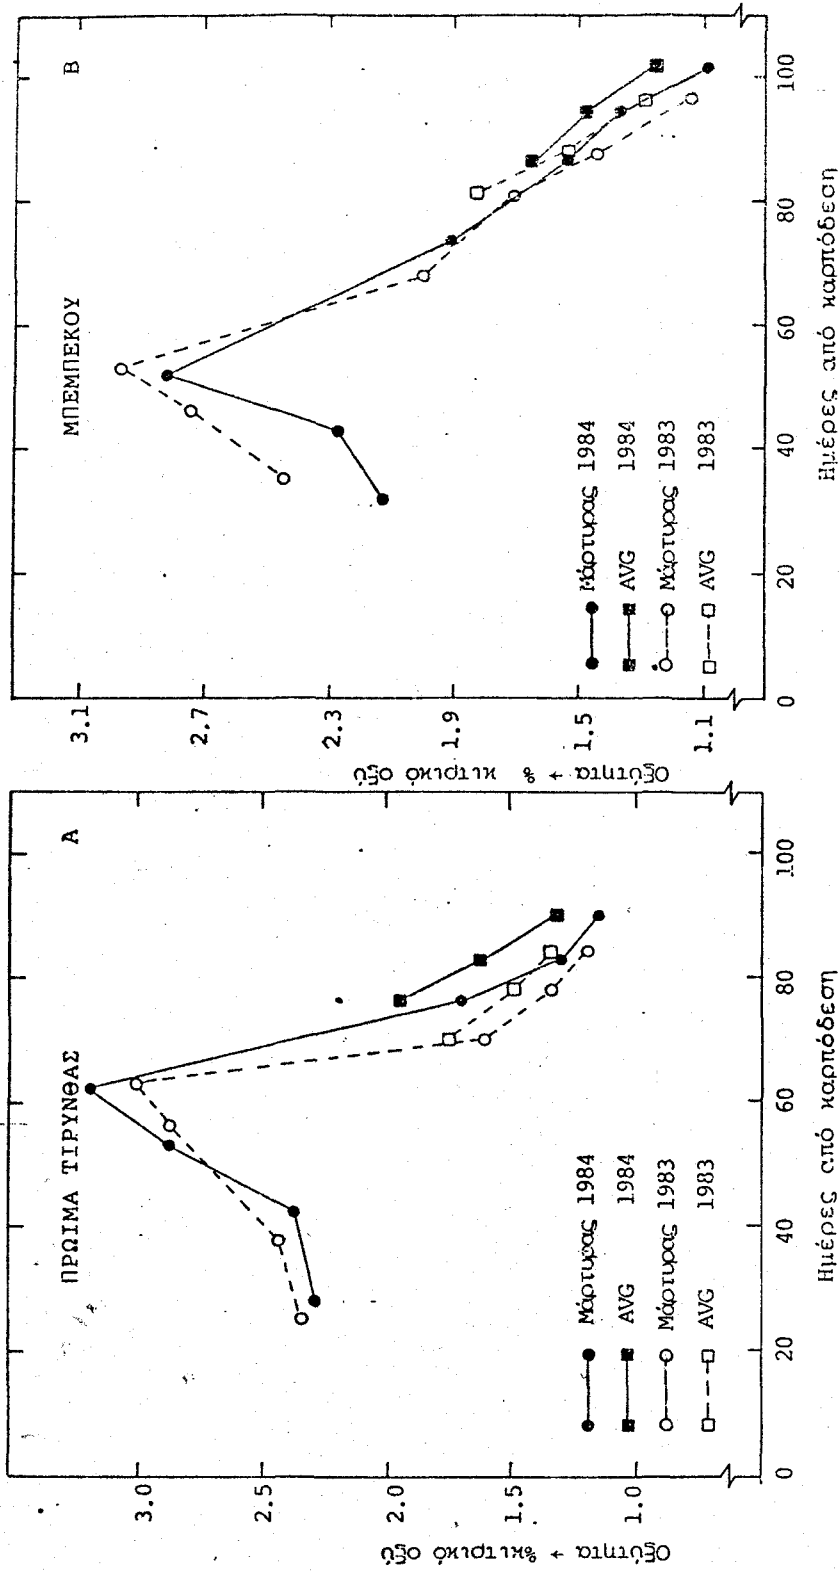 ΠΡΩΙΜΑ ΤΙΡΥΝΘΑΣ
A
Οξύτητα → %κιτρικό οξύ
3.0
2.5
2.0
1.5
1.0
Μάρτυρας 1984
AVG 1984
Μάρτυρας 1983
AVG 1983
0
20
40
60
80
100
Ημέρες από καρπόδεση
ΜΠΕΜΠΕΚΟΥ
B
Οξύτητα → % κιτρικό οξύ
3.1
2.7
2.3
1.9
1.5
1.1
Μάρτυρας 1984
AVG 1984
Μάρτυρας 1983
AVG 1983
0
20
40
60
80
100
Ημέρες από καρπόδεση